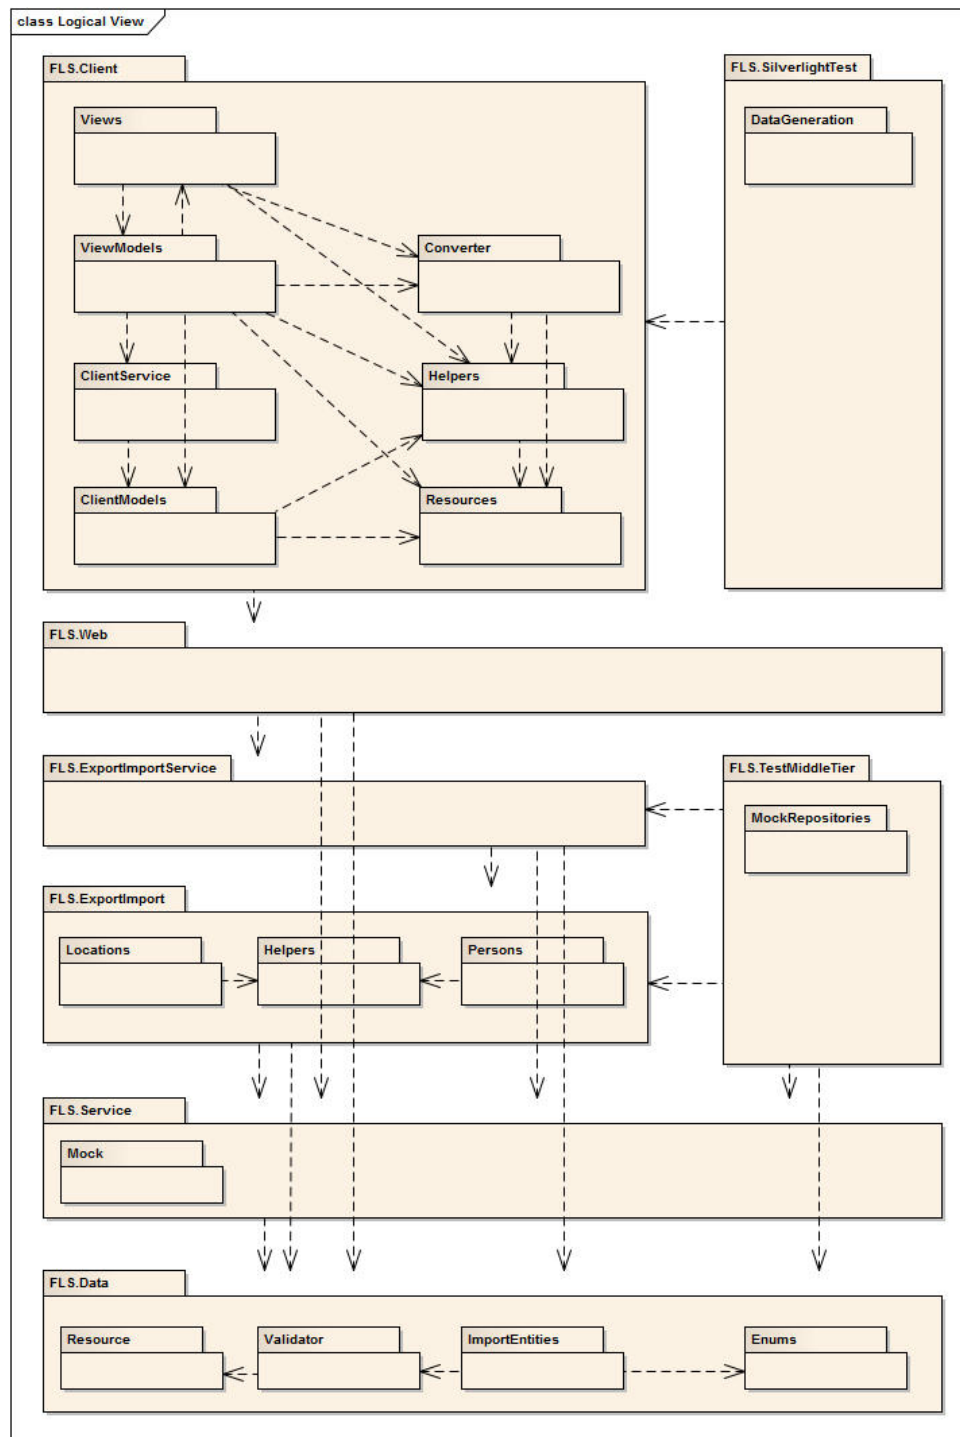 class Logical View
FLS.Client
FLS.SilverlightTest
Views
DataGeneration
ViewModels
Converter
ClientService
Helpers
ClientModels
Resources
FLS.Web
FLS.ExportImportService
FLS.TestMiddleTier
MockRepositories
FLS.ExportImport
Locations
Helpers
Persons
FLS.Service
Mock
FLS.Data
Resource
Validator
ImportEntities
Enums